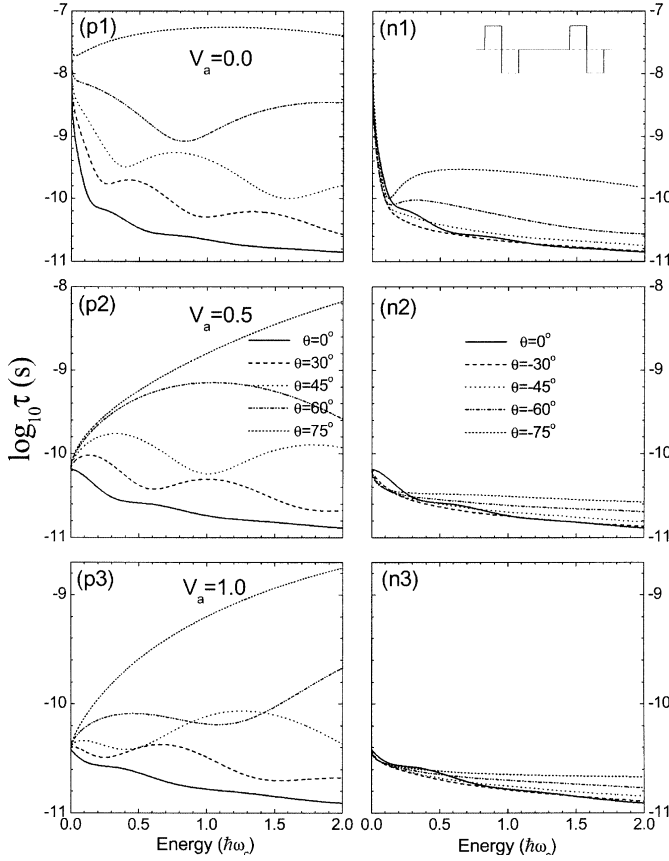 (p1)
V_a=0.0
(n1)
-7
-8
-9
-10
-11
-7
-8
-9
-10
-11
(p2)
V_a=0.5
θ=0°
θ=30°
θ=45°
θ=60°
θ=75°
(n2)
θ=0°
θ=-30°
θ=-45°
θ=-60°
θ=-75°
log₁₀ τ (s)
-8
-9
-10
-11
-8
-9
-10
-11
(p3)
V_a=1.0
(n3)
-9
-10
-11
-9
-10
-11
0.0 0.5 1.0 1.5 2.0
0.0 0.5 1.0 1.5 2.0
Energy (ħω_c)
Energy (ħω_c)